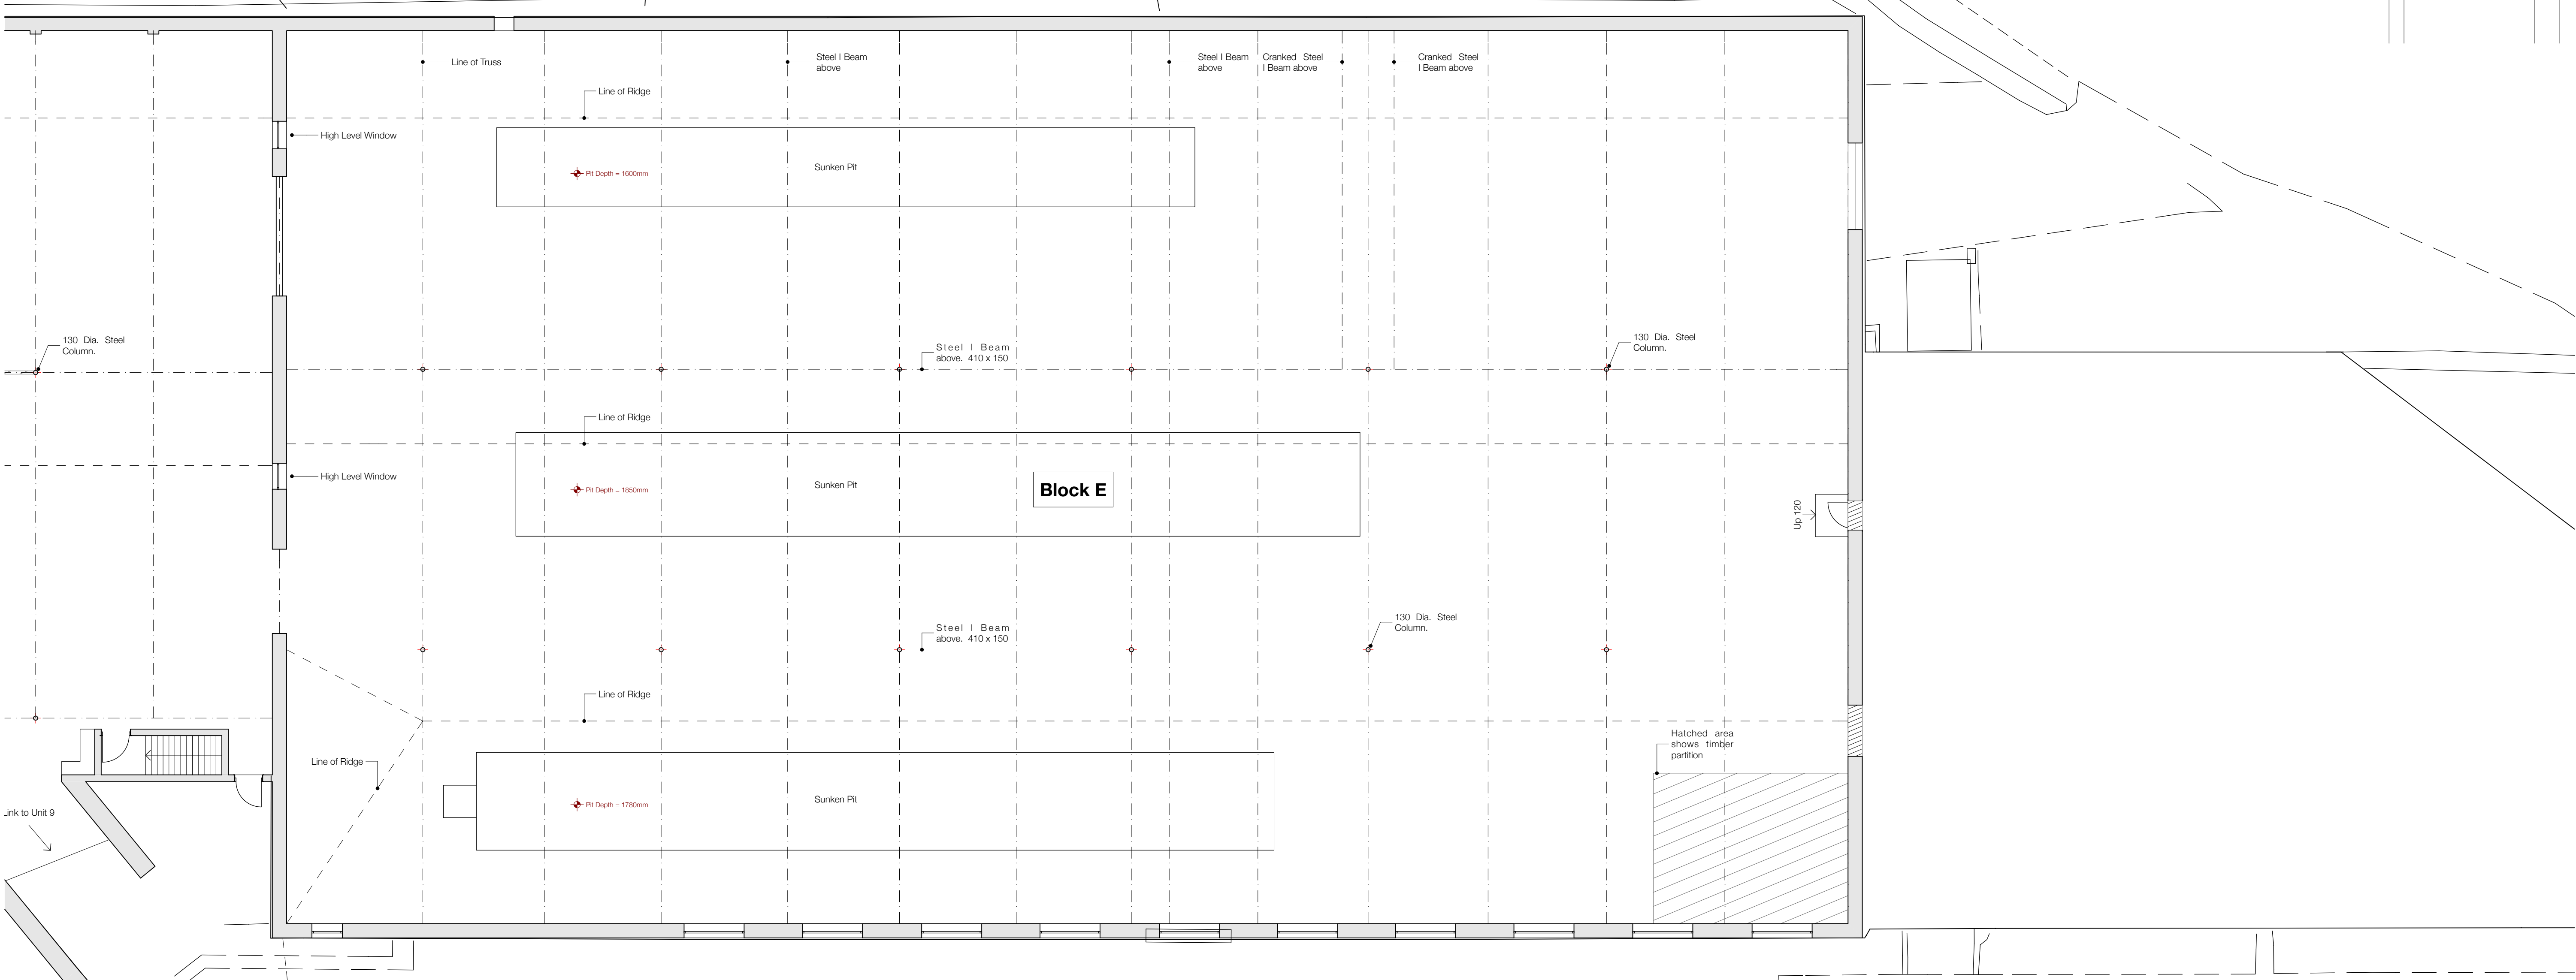 Line of Truss
Steel I Beam
above
Steel I Beam
above
Cranked Steel
I Beam above
Cranked Steel
I Beam above
Line of Ridge
High Level Window
Sunken Pit
Pit Depth = 1600mm
130 Dia. Steel
Column.
Steel I Beam
above. 410 x 150
130 Dia. Steel
Column.
Line of Ridge
High Level Window
Sunken Pit
Pit Depth = 1850mm
Block E
Up 120
Steel I Beam
above. 410 x 150
130 Dia. Steel
Column.
Line of Ridge
Hatched area
shows timber
partition
Line of Ridge
Sunken Pit
Pit Depth = 1780mm
Link to Unit 9